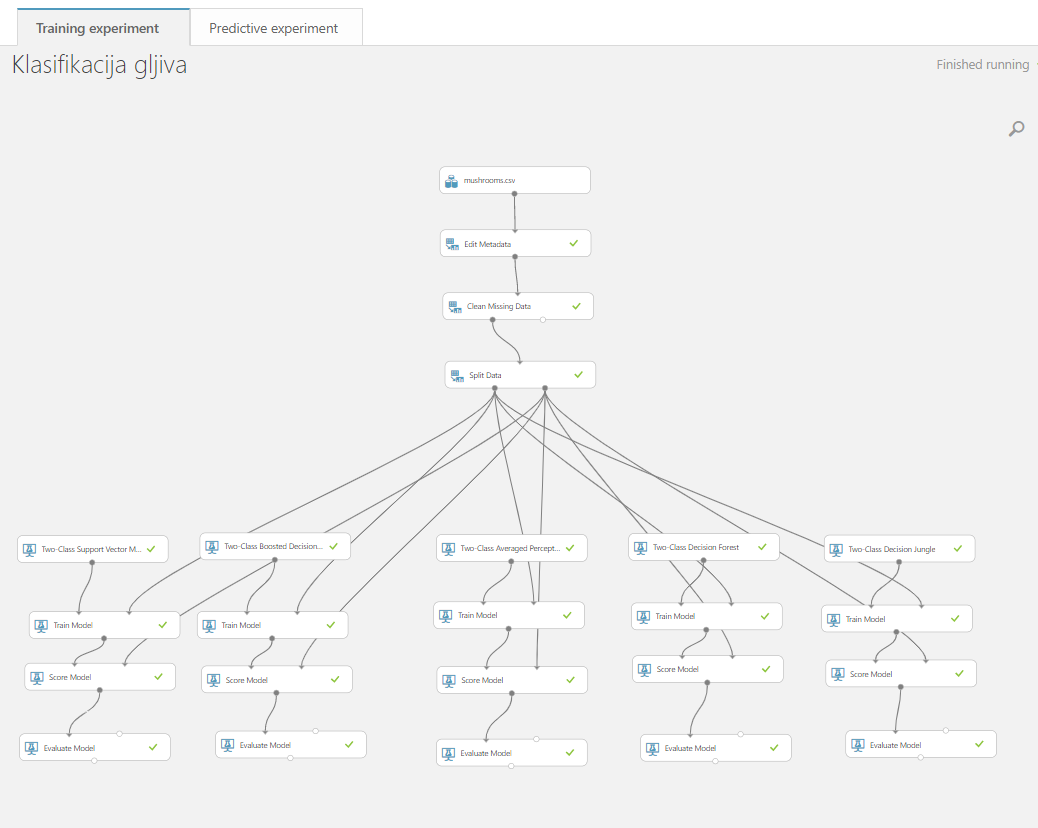 Training experiment
Predictive experiment
Klasifikacija gljiva
Finished running
mushrooms.csv
Edit Metadata
Clean Missing Data
Split Data
Two-Class Support Vector M...
Two-Class Boosted Decision...
Two-Class Averaged Percept...
Two-Class Decision Forest
Two-Class Decision Jungle
Train Model
Train Model
Train Model
Train Model
Train Model
Score Model
Score Model
Score Model
Score Model
Score Model
Evaluate Model
Evaluate Model
Evaluate Model
Evaluate Model
Evaluate Model